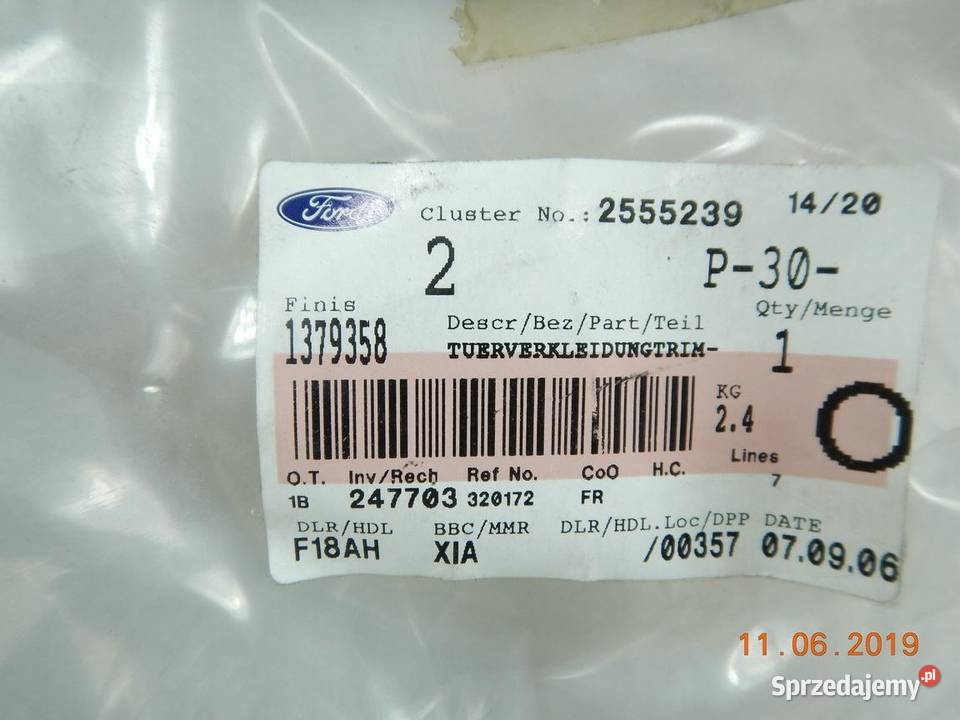 Ford Cluster No.: 2555239 14/20
2 P-30-
Finis Descr/Bez/Part/Teil Qty/Menge
1379358 TUERVERKLEIDUNGTRIM- 1
KG
2.4
Lines
7
O.T. Inv/Rech Ref No. CoO H.C.
1B 247703 320172 FR
DLR/HDL BBC/MMR DLR/HDL.Loc/DPP DATE
F18AH XIA /00357 07.09.06
11.06.2019
Sprzedajemy.pl